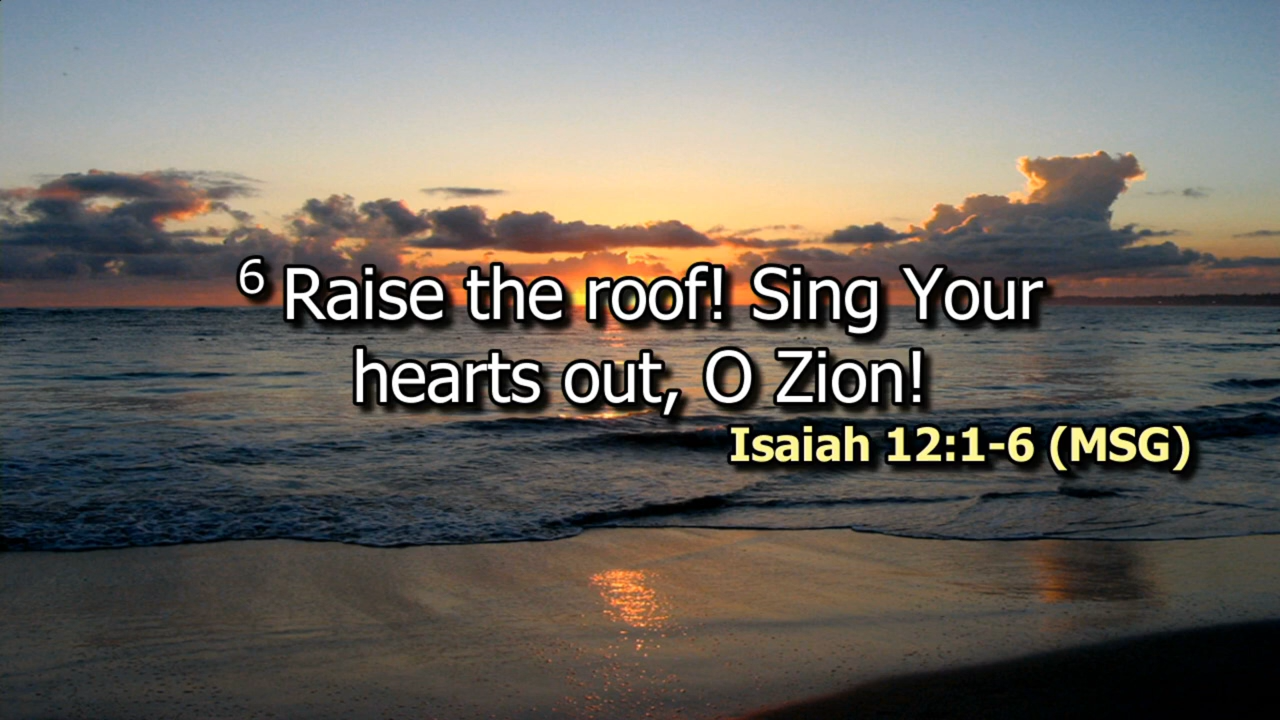 6 Raise the roof! Sing Your
hearts out, O Zion!
Isaiah 12:1-6 (MSG)